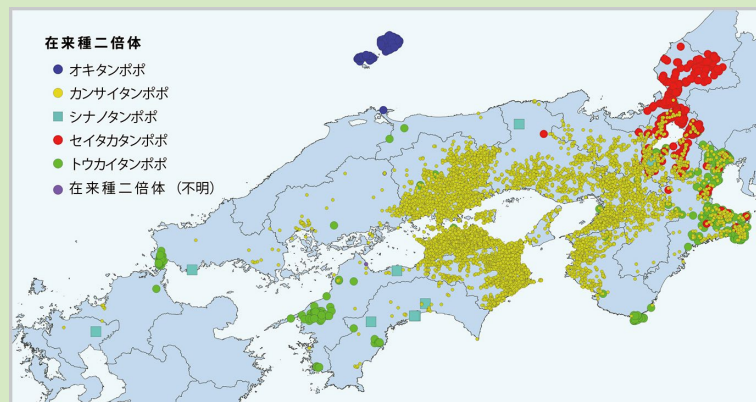 在来種二倍体
オキタンポポ
カンサイタンポポ
シナノタンポポ
セイタカタンポポ
トウカイタンポポ
在来種二倍体（不明）